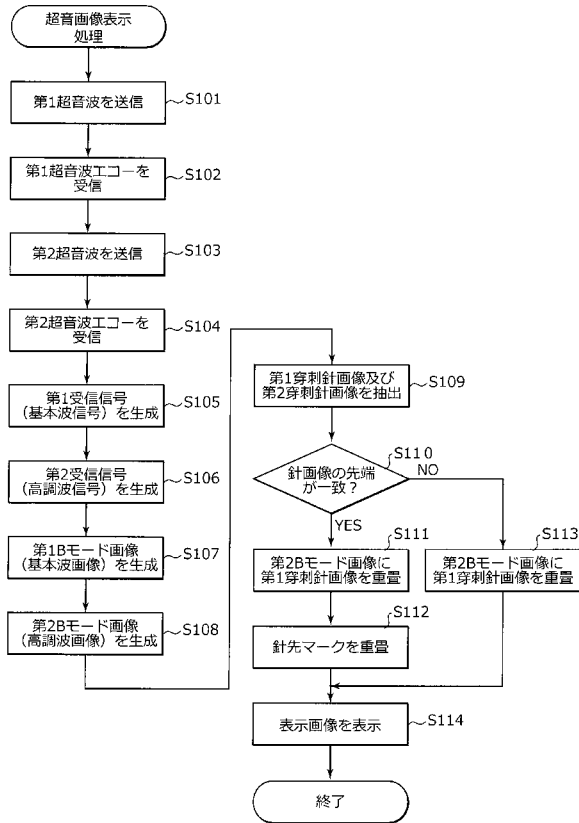 超音画像表示
処理
第1超音波を送信
S101
第1超音波エコーを
受信
S102
第2超音波を送信
S103
第2超音波エコーを
受信
S104
第1受信信号
(基本波信号)を生成
S105
第2受信信号
(高調波信号)を生成
S106
第1Bモード画像
(基本波画像)を生成
S107
第2Bモード画像
(高調波画像)を生成
S108
第1穿刺針画像及び
第2穿刺針画像を抽出
S109
針画像の先端
が一致?
S110
NO
YES
第2Bモード画像に
第1穿刺針画像を重畳
S111
第2Bモード画像に
第1穿刺針画像を重畳
S113
針先マークを重畳
S112
表示画像を表示
S114
終了